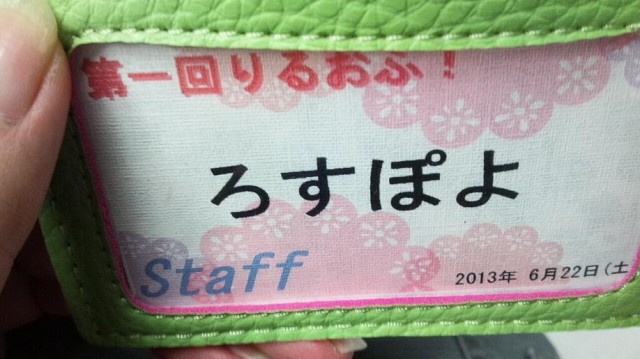 第一回りるおふ!
ろすぽよ
Staff
2013年 6月22日(土